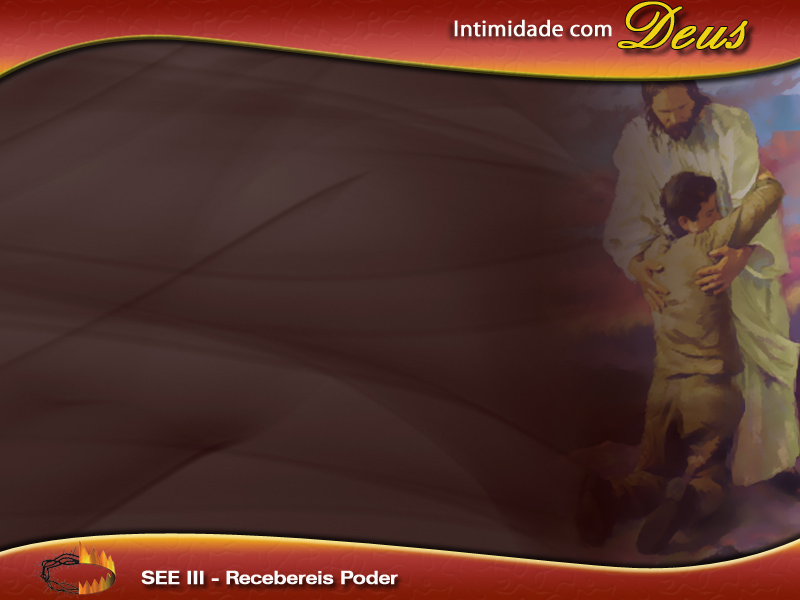 Intimidade com Deus
SEE III - Recebereis Poder